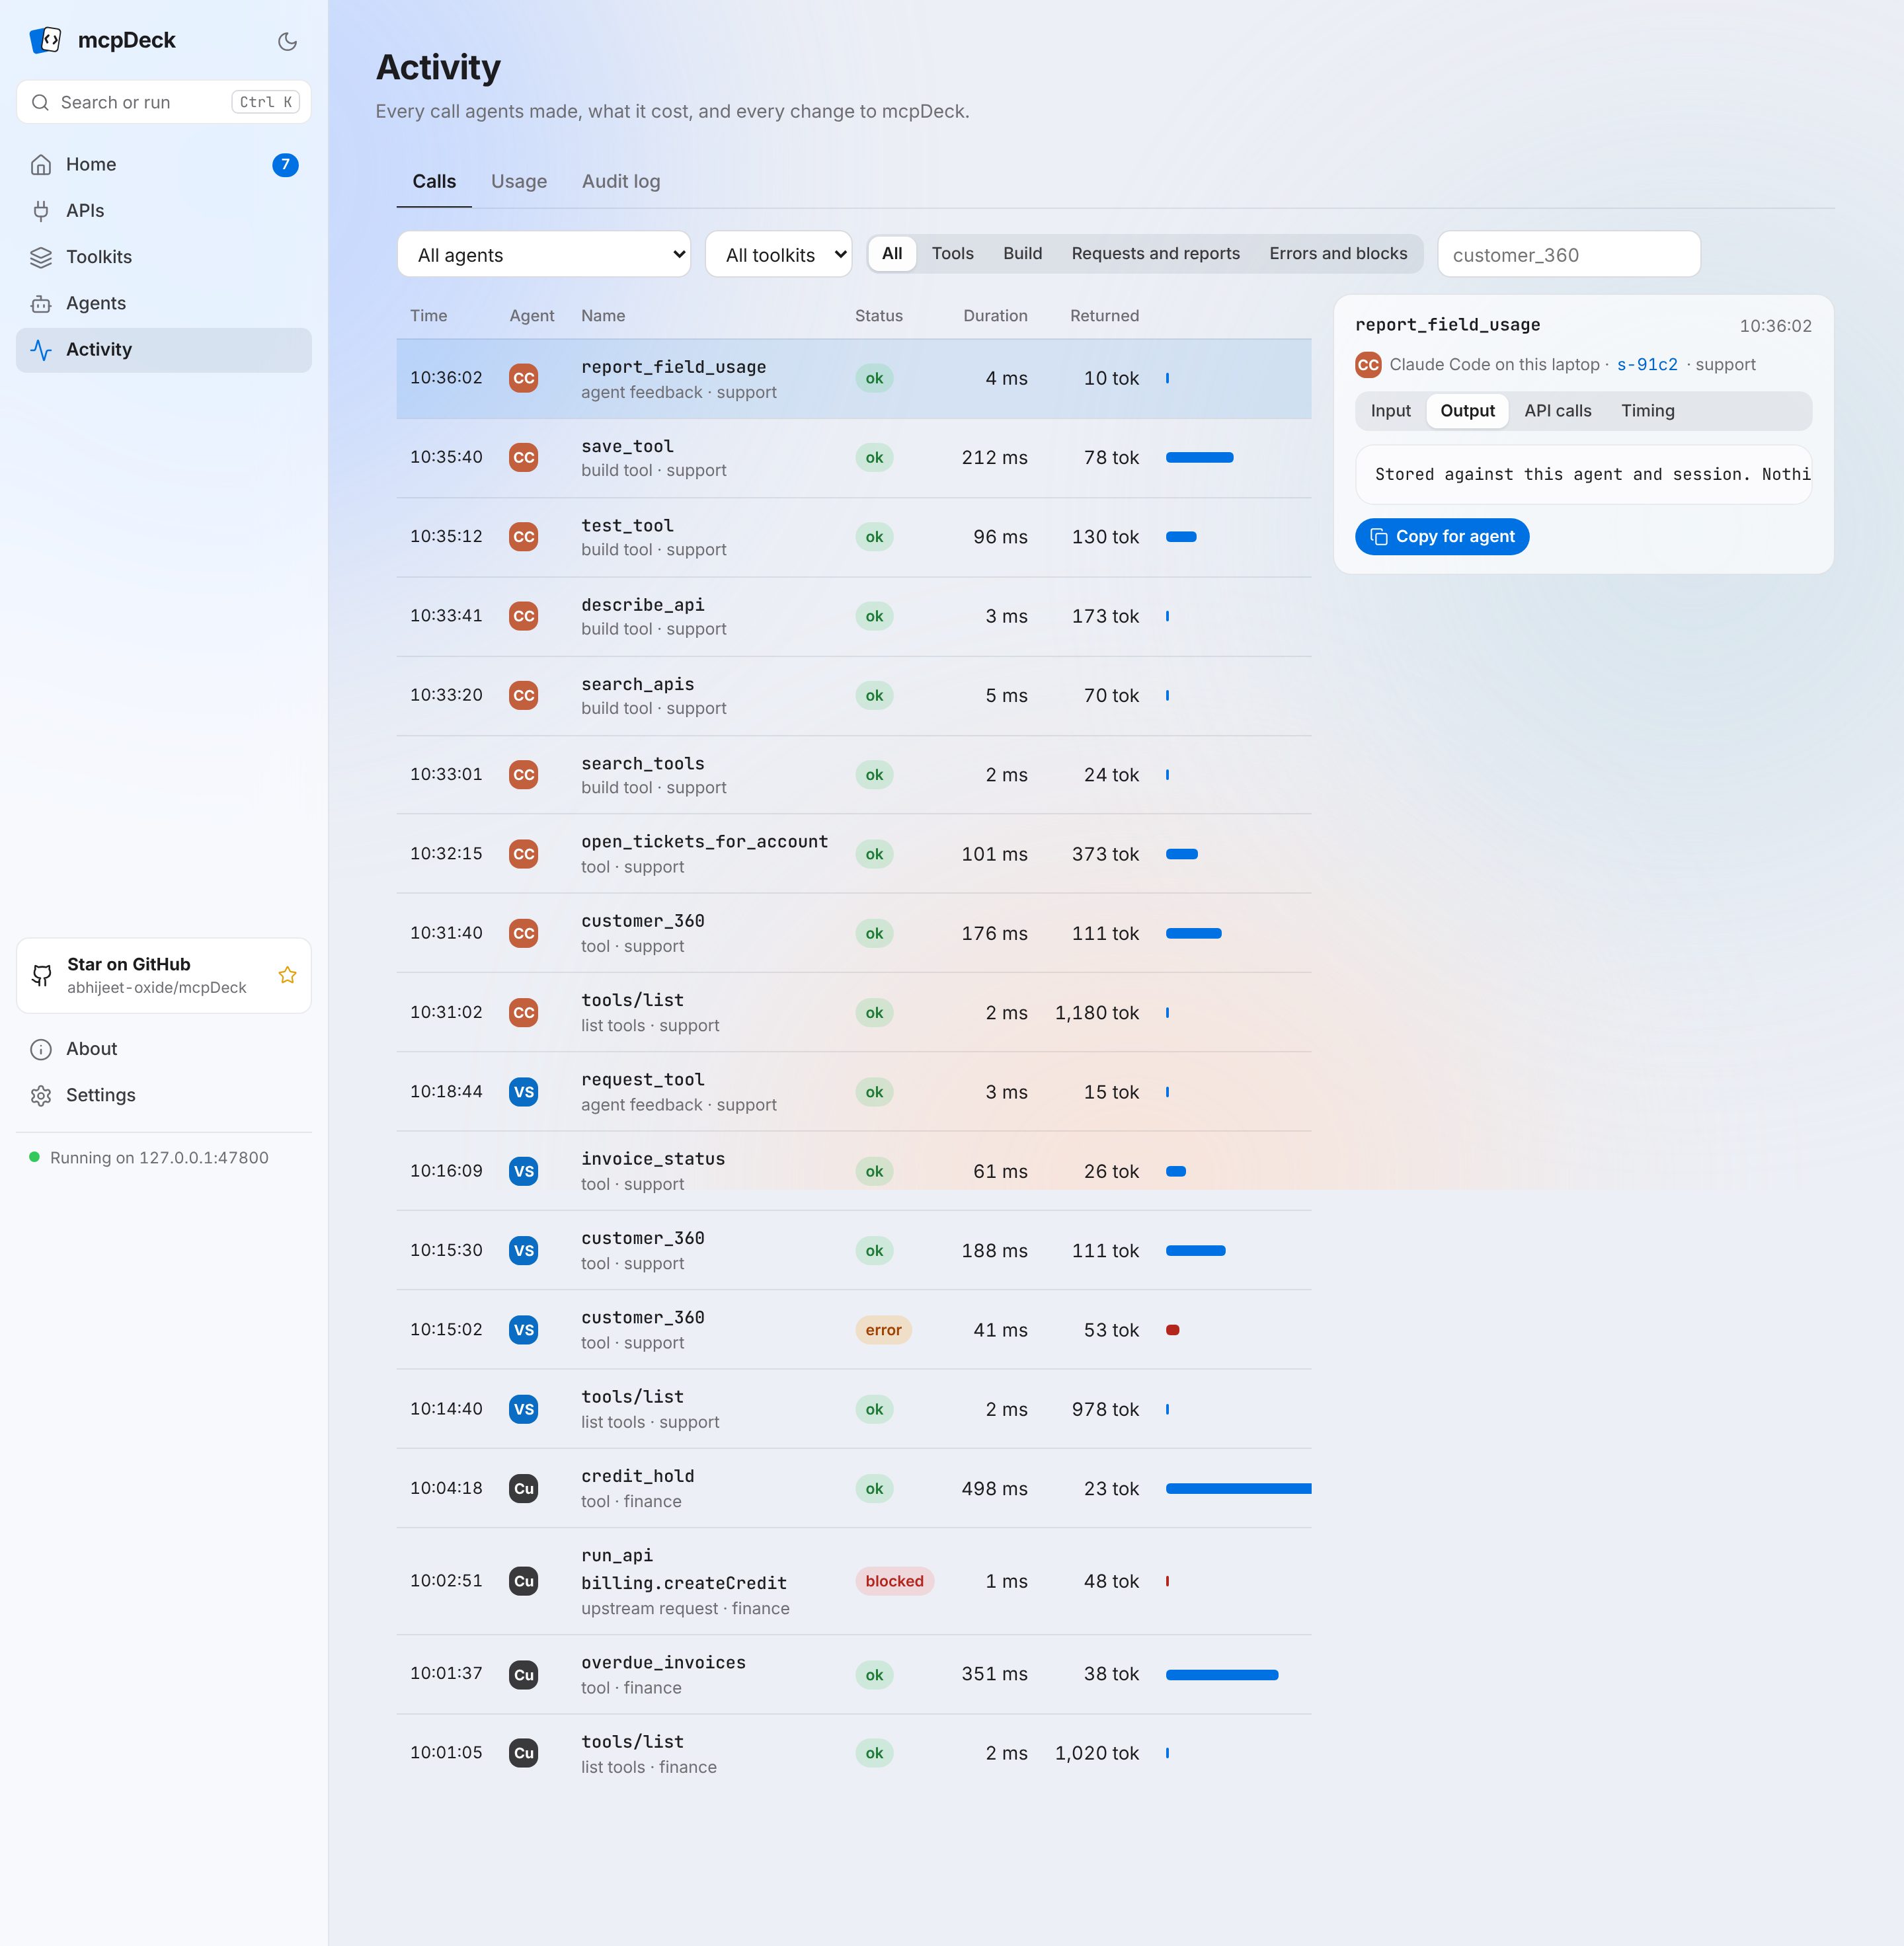 mcpDeck
Search or run Ctrl K
Home 7
APIs
Toolkits
Agents
Activity
Star on GitHub
abhijeet-oxide/mcpDeck
About
Settings
Running on 127.0.0.1:47800
Activity
Every call agents made, what it cost, and every change to mcpDeck.
Calls Usage Audit log
All agents All toolkits All Tools Build Requests and reports Errors and blocks customer_360
Time Agent Name Status Duration Returned
10:36:02 CC report_field_usage ok 4 ms 10 tok
agent feedback · support
10:35:40 CC save_tool ok 212 ms 78 tok
build tool · support
10:35:12 CC test_tool ok 96 ms 130 tok
build tool · support
10:33:41 CC describe_api ok 3 ms 173 tok
build tool · support
10:33:20 CC search_apis ok 5 ms 70 tok
build tool · support
10:33:01 CC search_tools ok 2 ms 24 tok
build tool · support
10:32:15 CC open_tickets_for_account ok 101 ms 373 tok
tool · support
10:31:40 CC customer_360 ok 176 ms 111 tok
tool · support
10:31:02 CC tools/list ok 2 ms 1,180 tok
list tools · support
10:18:44 VS request_tool ok 3 ms 15 tok
agent feedback · support
10:16:09 VS invoice_status ok 61 ms 26 tok
tool · support
10:15:30 VS customer_360 ok 188 ms 111 tok
tool · support
10:15:02 VS customer_360 error 41 ms 53 tok
tool · support
10:14:40 VS tools/list ok 2 ms 978 tok
list tools · support
10:04:18 Cu credit_hold ok 498 ms 23 tok
tool · finance
10:02:51 Cu run_api blocked 1 ms 48 tok
billing.createCredit
upstream request · finance
10:01:37 Cu overdue_invoices ok 351 ms 38 tok
tool · finance
10:01:05 Cu tools/list ok 2 ms 1,020 tok
list tools · finance
report_field_usage 10:36:02
CC Claude Code on this laptop · s-91c2 · support
Input Output API calls Timing
Stored against this agent and session. Nothi
Copy for agent